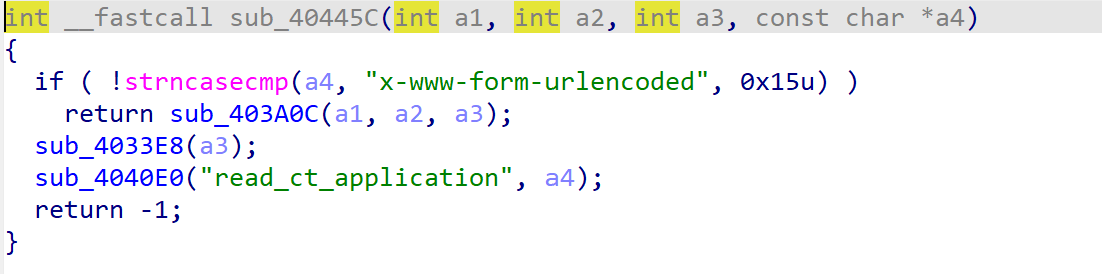 int __fastcall sub_40445C(int a1, int a2, int a3, const char *a4)
{
  if ( !strncasecmp(a4, "x-www-form-urlencoded", 0x15u) )
    return sub_403A0C(a1, a2, a3);
  sub_4033E8(a3);
  sub_4040E0("read_ct_application", a4);
  return -1;
}